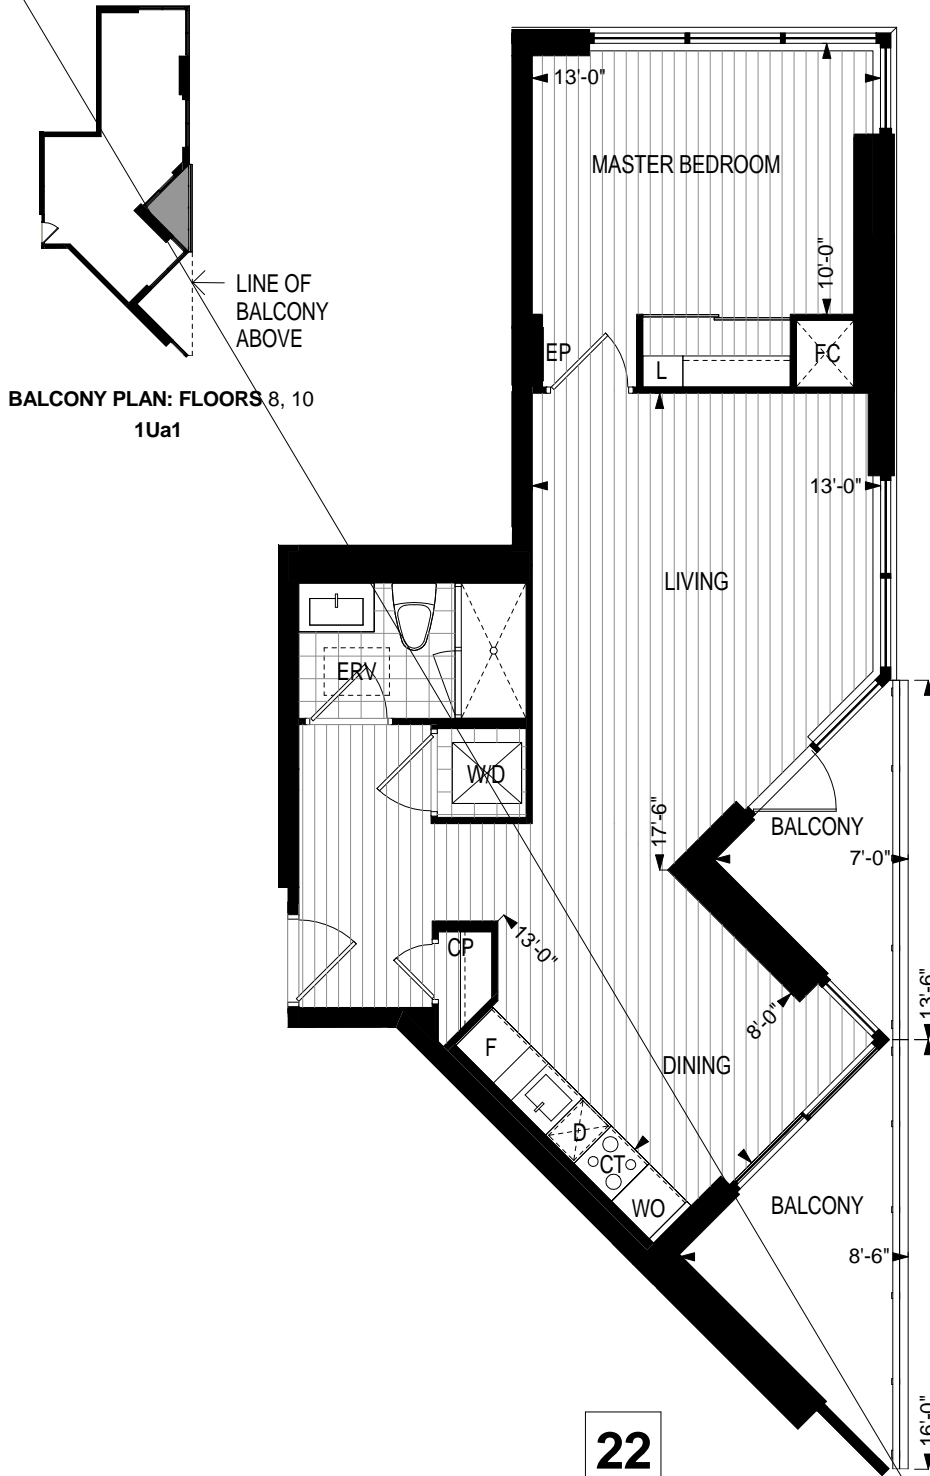 13'-0"
MASTER BEDROOM
10'-0"
LINE OF
BALCONY
ABOVE
EP
L
FC
BALCONY PLAN: FLOORS 8, 10
1Ua1
13'-0"
LIVING
ERV
W/D
17'-6"
BALCONY
7'-0"
CP
13'-0"
13'-6"
8'-0"
F
DINING
D
CT
WO
BALCONY
8'-6"
16'-0"
22